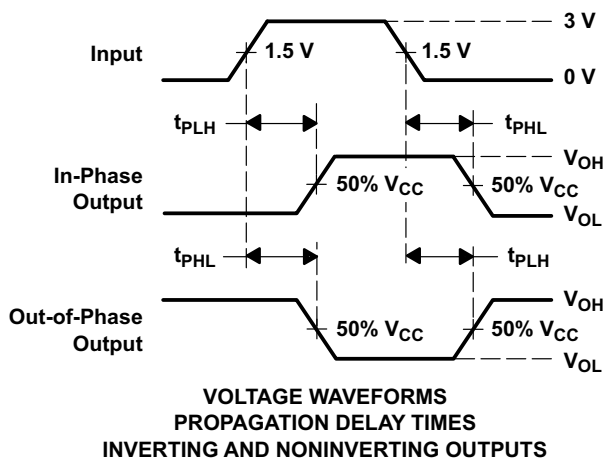 3 V
Input
1.5 V
1.5 V
0 V
tPLH
tPHL
VOH
In-Phase
Output
50% VCC
50% VCC
VOL
tPHL
tPLH
VOH
Out-of-Phase
Output
50% VCC
50% VCC
VOL
VOLTAGE WAVEFORMS
PROPAGATION DELAY TIMES
INVERTING AND NONINVERTING OUTPUTS